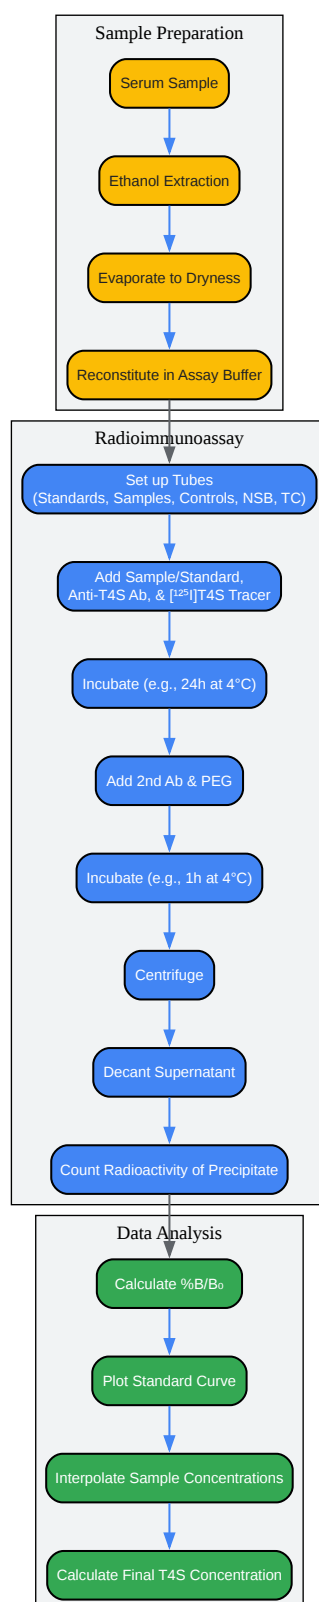 Sample Preparation
Serum Sample
Ethanol Extraction
Evaporate to Dryness
Reconstitute in Assay Buffer
Radioimmunoassay
Set up Tubes
(Standards, Samples, Controls, NSB, TC)
Add Sample/Standard,
Anti-T4S Ab, & [¹²⁵I]T4S Tracer
Incubate (e.g., 24h at 4°C)
Add 2nd Ab & PEG
Incubate (e.g., 1h at 4°C)
Centrifuge
Decant Supernatant
Count Radioactivity of Precipitate
Data Analysis
Calculate %B/B₀
Plot Standard Curve
Interpolate Sample Concentrations
Calculate Final T4S Concentration